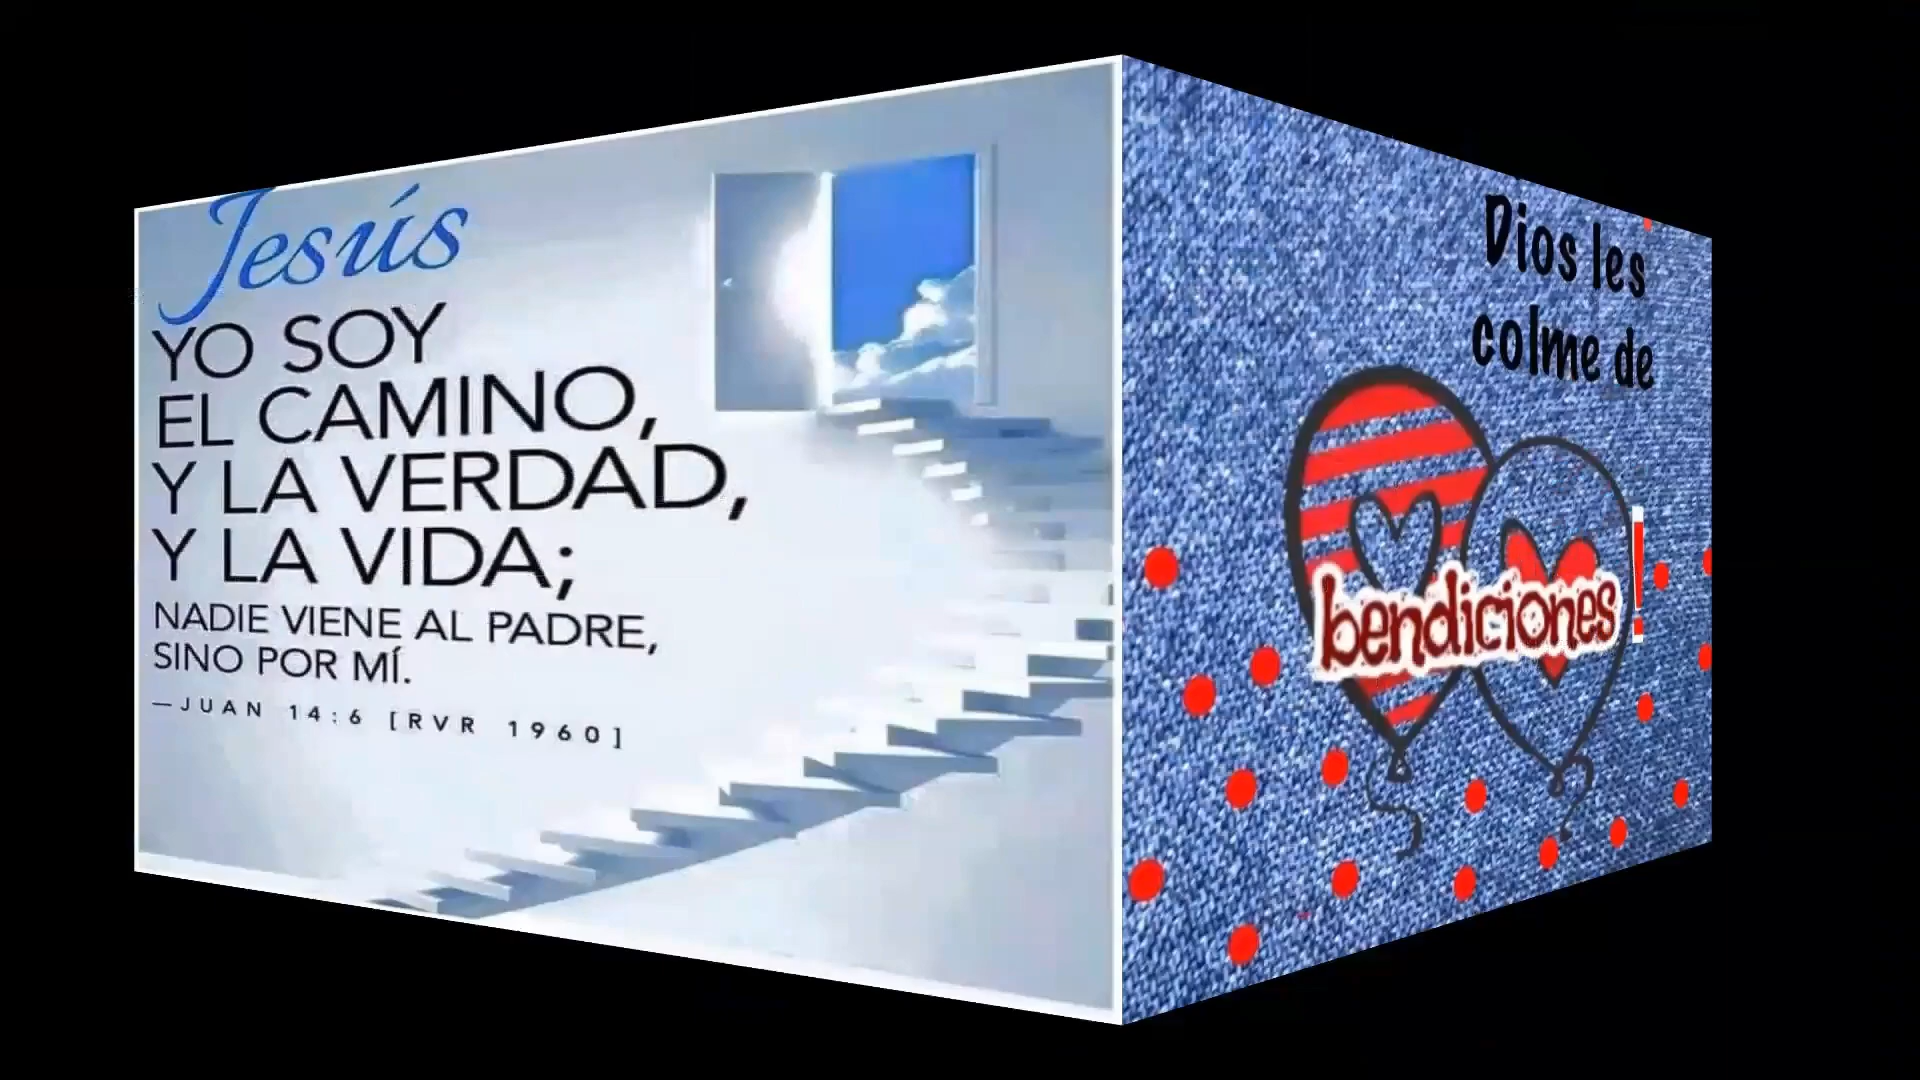 Jesús
YO SOY
EL CAMINO,
Y LA VERDAD,
Y LA VIDA;
NADIE VIENE AL PADRE,
SINO POR MÍ.
—JUAN 14:6 [RVR 1960]
Dios les
colme de
bendiciones!